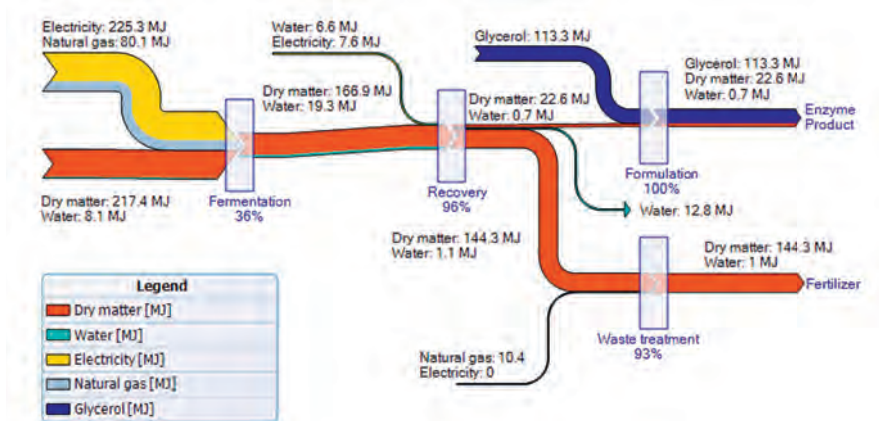 Electricity: 225.3 MJ
Natural gas: 80.1 MJ
Water: 6.6 MJ
Electricity: 7.6 MJ
Glycerol: 113.3 MJ
Glycerol: 113.3 MJ
Dry matter: 22.6 MJ
Water: 0.7 MJ
Dry matter: 166.9 MJ
Water: 19.3 MJ
Dry matter: 22.6 MJ
Water: 0.7 MJ
Enzyme
Product
Dry matter: 217.4 MJ
Water: 8.1 MJ
Fermentation
36%
Recovery
96%
Formulation
100%
Water: 12.8 MJ
Dry matter: 144.3 MJ
Water: 1.1 MJ
Dry matter: 144.3 MJ
Water: 1 MJ
Fertilizer
Waste treatment
93%
Natural gas: 10.4
Electricity: 0
Legend
Dry matter [MJ]
Water [MJ]
Electricity [MJ]
Natural gas [MJ]
Glycerol [MJ]